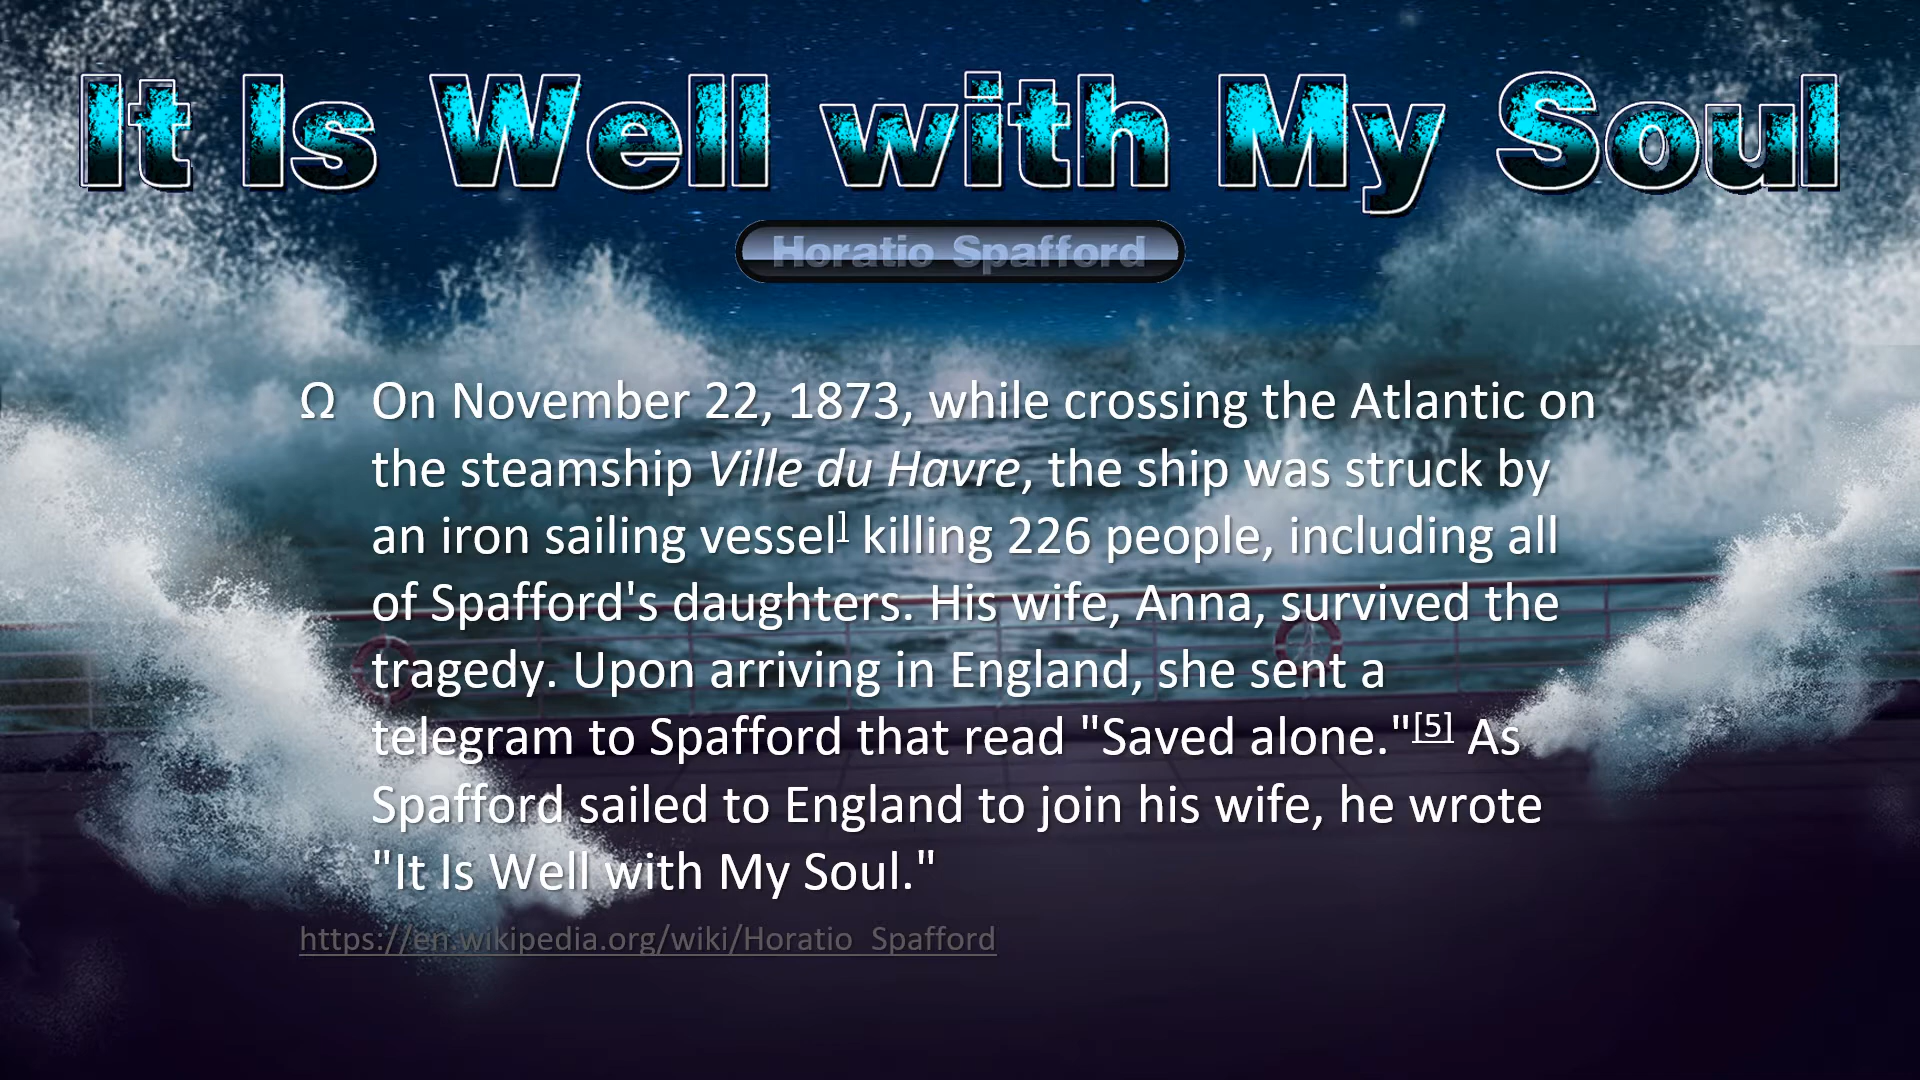 It Is Well with My Soul
Horatio Spafford
Ω On November 22, 1873, while crossing the Atlantic on
the steamship Ville du Havre, the ship was struck by
an iron sailing vessel] killing 226 people, including all
of Spafford's daughters. His wife, Anna, survived the
tragedy. Upon arriving in England, she sent a
telegram to Spafford that read "Saved alone."[5] As
Spafford sailed to England to join his wife, he wrote
"It Is Well with My Soul."
https://en.wikipedia.org/wiki/Horatio_Spafford